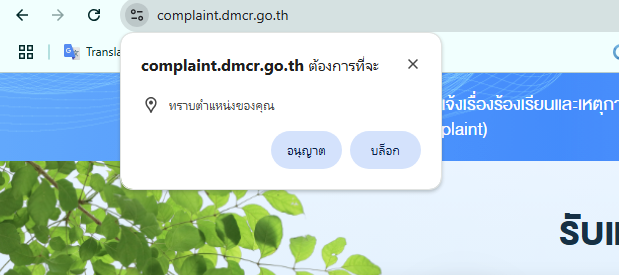 complaint.dmcr.go.th
Transla
complaint.dmcr.go.th ต้องการที่จะ
ทราบตำแหน่งของคุณ
อนุญาต
บล็อก
แจ้งเรื่องร้องเรียนและเหตุกา
plaint)
รับแ